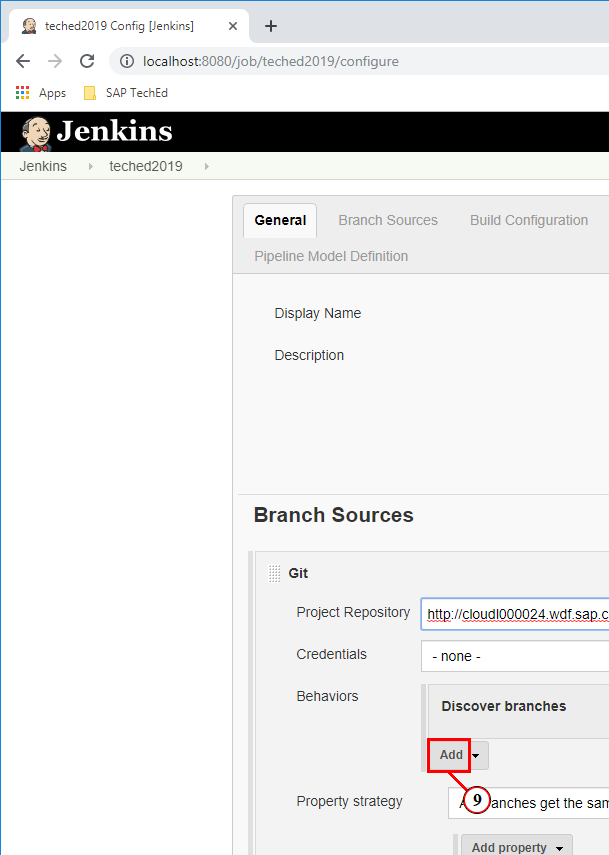 teched2019 Config [Jenkins]
localhost:8080/job/teched2019/configure
Apps SAP TechEd
Jenkins
Jenkins teched2019
General Branch Sources Build Configuration
Pipeline Model Definition
Display Name
Description
Branch Sources
Git
Project Repository http://cloudl000024.wdf.sap.c
Credentials - none -
Behaviors
Discover branches
Add
9
Property strategy anches get the sam
Add property